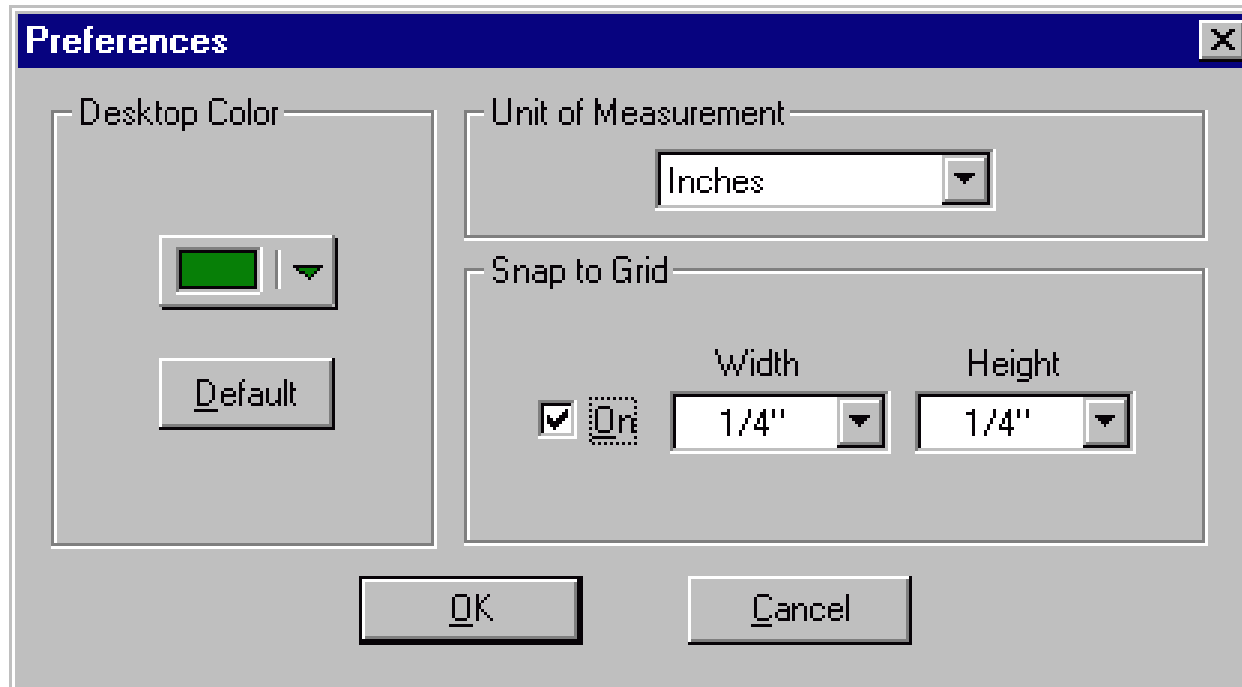 Preferences
Desktop Color
Default
Unit of Measurement
Inches
Snap to Grid
Width Height
On 1/4" 1/4"
OK Cancel